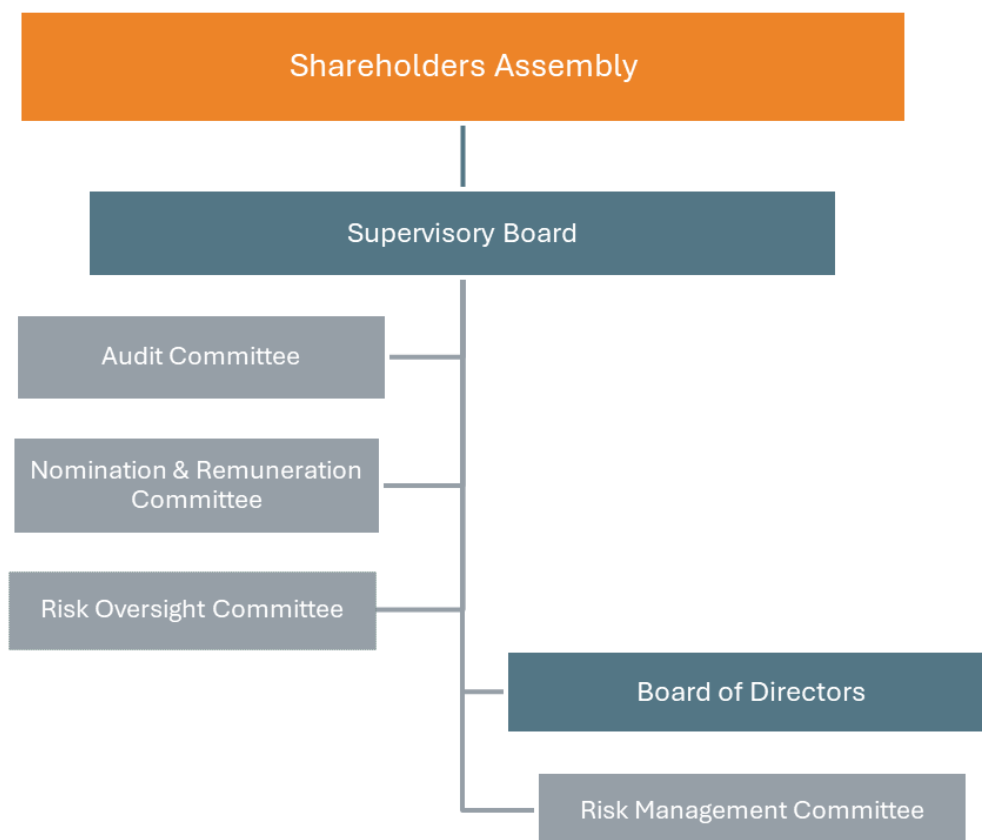 Shareholders Assembly
Supervisory Board
Audit Committee
Nomination & Remuneration
Committee
Risk Oversight Committee
Board of Directors
Risk Management Committee